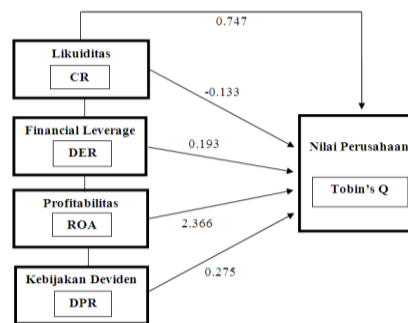 0.747
Likuiditas
CR
-0.133
Financial Leverage
DER
0.193
Nilai Perusahaan
Tobin's Q
Profitabilitas
ROA
2.366
Kebijakan Deviden
DPR
0.275